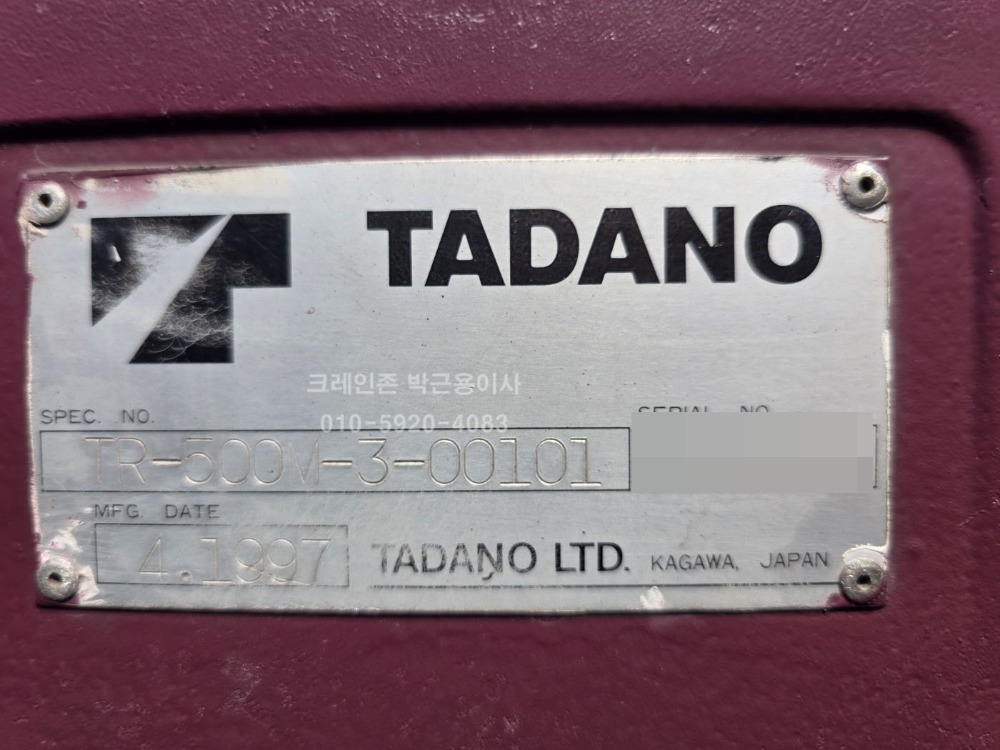 TADANO
크레인존 박근용이사
010-5920-4083
SPEC. NO. SERIAL NO.
TR-500M-3-00101
MFG. DATE
4.1997
TADANO LTD. KAGAWA, JAPAN